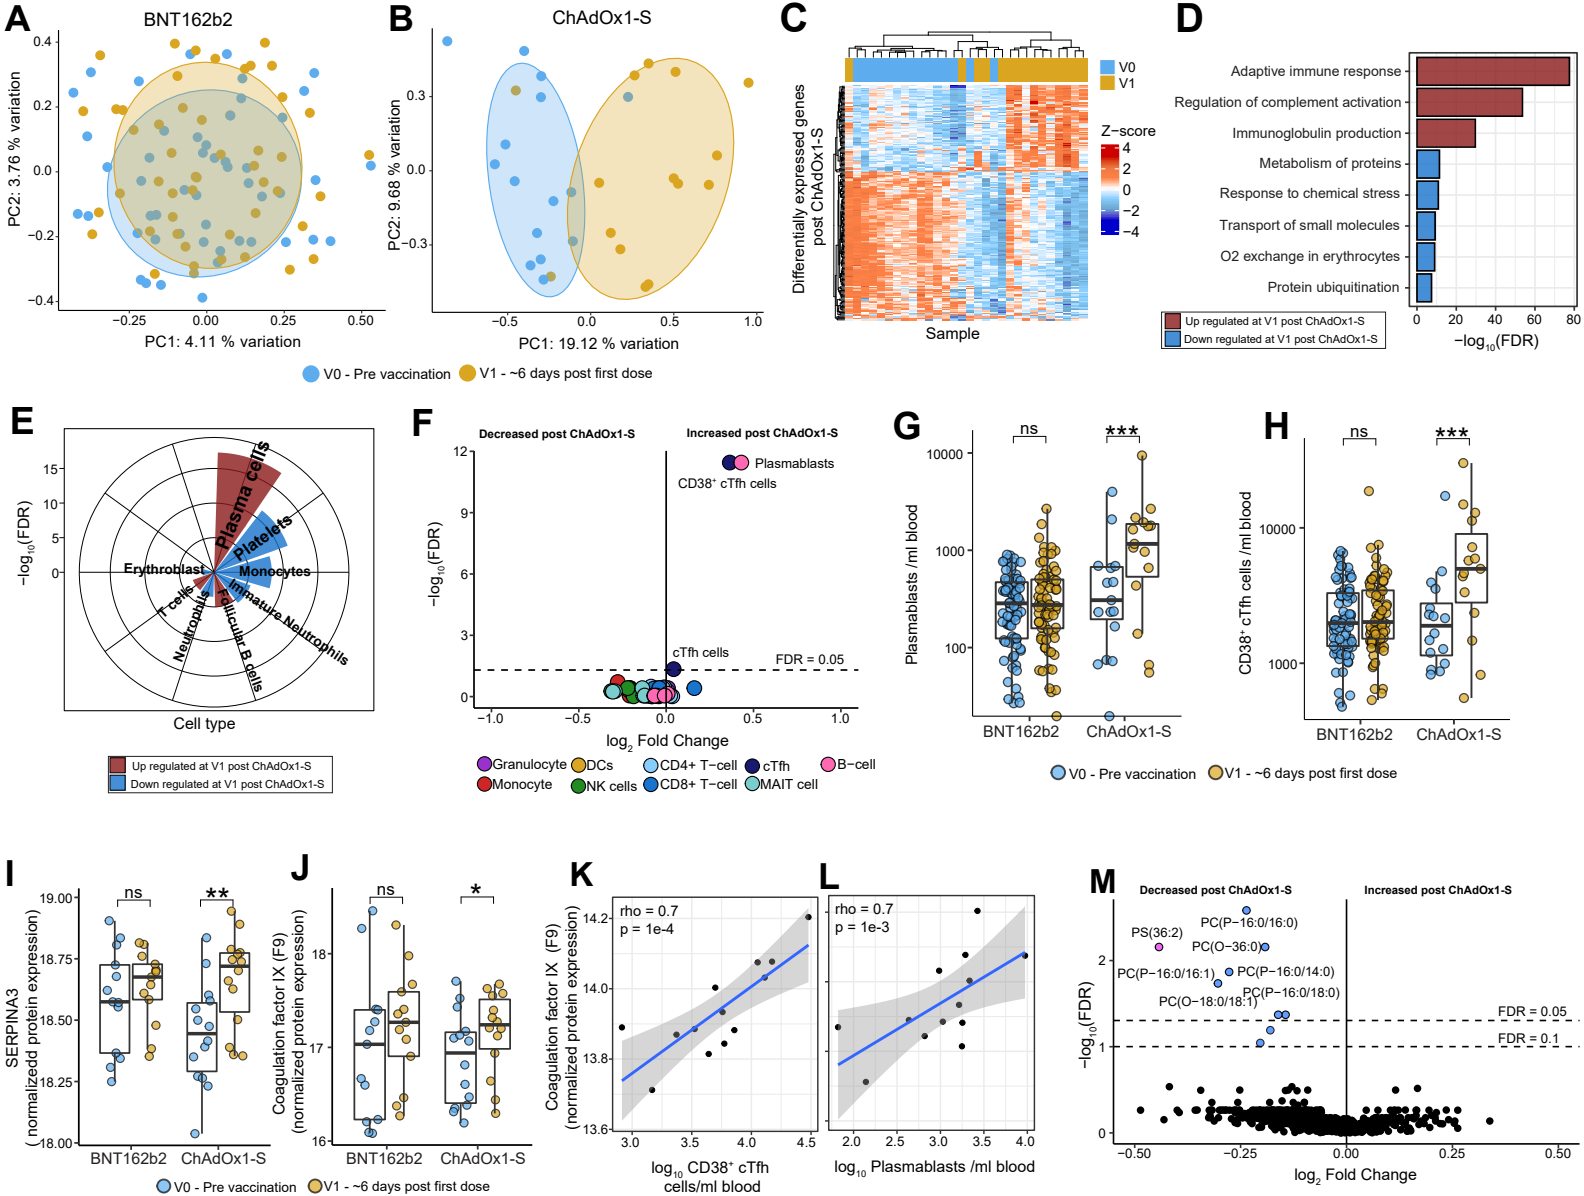 A
BNT162b2
PC2: 3.76 % variation
0.4
0.2
0.0
−0.2
−0.4
−0.25
0.00
0.25
0.50
PC1: 4.11 % variation
B
ChAdOx1-S
PC2: 9.68 % variation
0.3
0.0
−0.3
−0.5
0.0
0.5
1.0
PC1: 19.12 % variation
V0 - Pre vaccination
V1 - ~6 days post first dose
C
Differentially expressed genes
post ChAdOx1-S
Sample
V0
V1
Z−score
4
2
0
−2
−4
D
Adaptive immune response
Regulation of complement activation
Immunoglobulin production
Metabolism of proteins
Response to chemical stress
Transport of small molecules
O2 exchange in erythrocytes
Protein ubiquitination
0
20
40
60
80
−log10(FDR)
Up regulated at V1 post ChAdOx1-S
Down regulated at V1 post ChAdOx1-S
E
−log10(FDR)
15
10
5
0
Plasma cells
Platelets
Monocytes
Immature Neutrophils
Follicular B cells
Neutrophils
T cells
Erythroblast
Cell type
Up regulated at V1 post ChAdOx1-S
Down regulated at V1 post ChAdOx1-S
F
Decreased post ChAdOx1-S
Increased post ChAdOx1-S
−log10(FDR)
12
9
6
3
0
Plasmablasts
CD38+ cTfh cells
cTfh cells
FDR = 0.05
−1.0
−0.5
0.0
0.5
1.0
log2 Fold Change
Granulocyte
DCs
CD4+ T−cell
cTfh
B−cell
Monocyte
NK cells
CD8+ T−cell
MAIT cell
G
Plasmablasts /ml blood
10000
1000
100
ns
***
BNT162b2
ChAdOx1-S
H
CD38+ cTfh cells /ml blood
10000
1000
ns
***
BNT162b2
ChAdOx1-S
V0 - Pre vaccination
V1 - ~6 days post first dose
I
SERPINA3
( normalized protein expression)
19.00
18.75
18.50
18.25
18.00
ns
**
BNT162b2
ChAdOx1-S
J
Coagulation factor IX (F9)
(normalized protein expression)
18
17
16
ns
*
BNT162b2
ChAdOx1-S
V0 - Pre vaccination
V1 - ~6 days post first dose
K
Coagulation factor IX (F9)
(normalized protein expression)
rho = 0.7
p = 1e-4
14.2
14.0
13.8
13.6
3.0
3.5
4.0
4.5
log10 CD38+ cTfh
cells/ml blood
L
rho = 0.7
p = 1e-3
2.0
2.5
3.0
3.5
4.0
log10 Plasmablasts /ml blood
M
Decreased post ChAdOx1-S
Increased post ChAdOx1-S
−log10(FDR)
2
1
0
PC(P−16:0/16:0)
PS(36:2)
PC(O−36:0)
PC(P−16:0/16:1)
PC(P−16:0/14:0)
PC(O−18:0/18:1)
PC(P−16:0/18:0)
FDR = 0.05
FDR = 0.1
−0.50
−0.25
0.00
0.25
0.50
log2 Fold Change